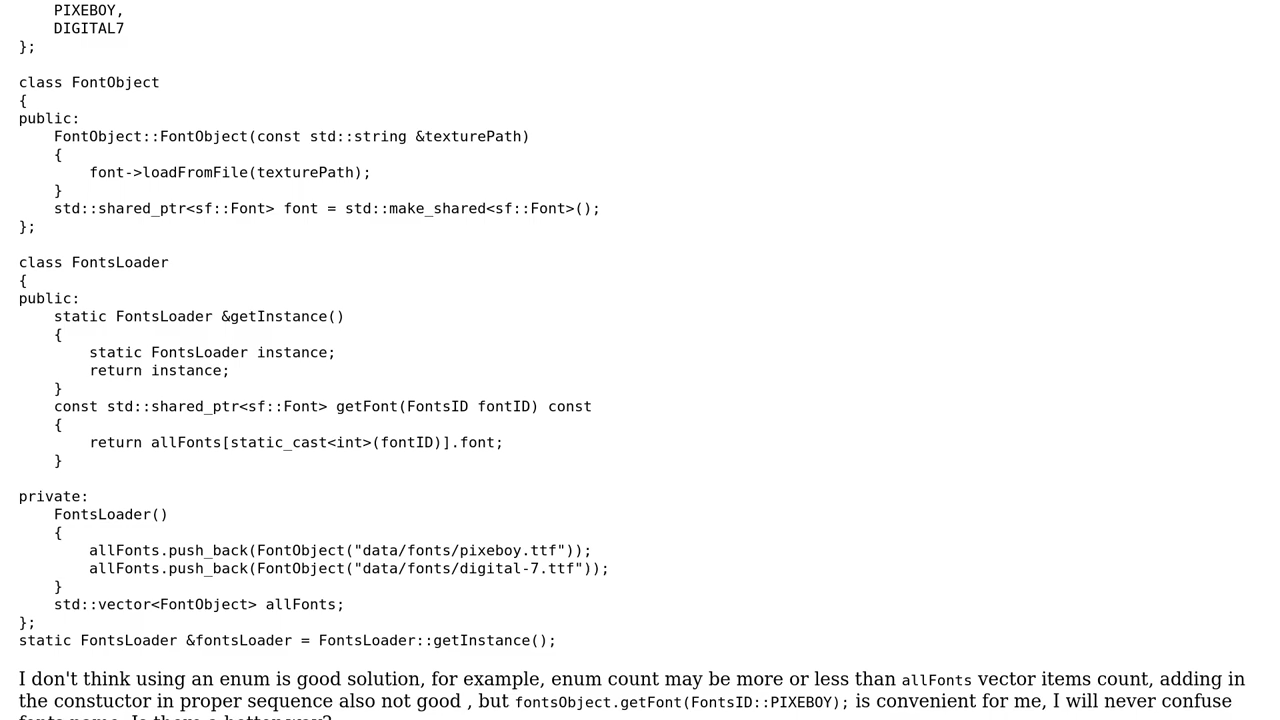 PIXEBOY,
DIGITAL7
};
class FontObject
{
public:
FontObject::FontObject(const std::string &texturePath)
{
font->loadFromFile(texturePath);
}
std::shared_ptr<sf::Font> font = std::make_shared<sf::Font>();
};
class FontsLoader
{
public:
static FontsLoader &getInstance()
{
static FontsLoader instance;
return instance;
}
const std::shared_ptr<sf::Font> getFont(FontsID fontID) const
{
return allFonts[static_cast<int>(fontID)].font;
}
private:
FontsLoader()
{
allFonts.push_back(FontObject("data/fonts/pixeboy.ttf"));
allFonts.push_back(FontObject("data/fonts/digital-7.ttf"));
}
std::vector<FontObject> allFonts;
};
static FontsLoader &fontsLoader = FontsLoader::getInstance();
I don't think using an enum is good solution, for example, enum count may be more or less than allFonts vector items count, adding in
the constuctor in proper sequence also not good , but fontsObject.getFont(FontsID::PIXEBOY); is convenient for me, I will never confuse
fonts name. Is there a better way?